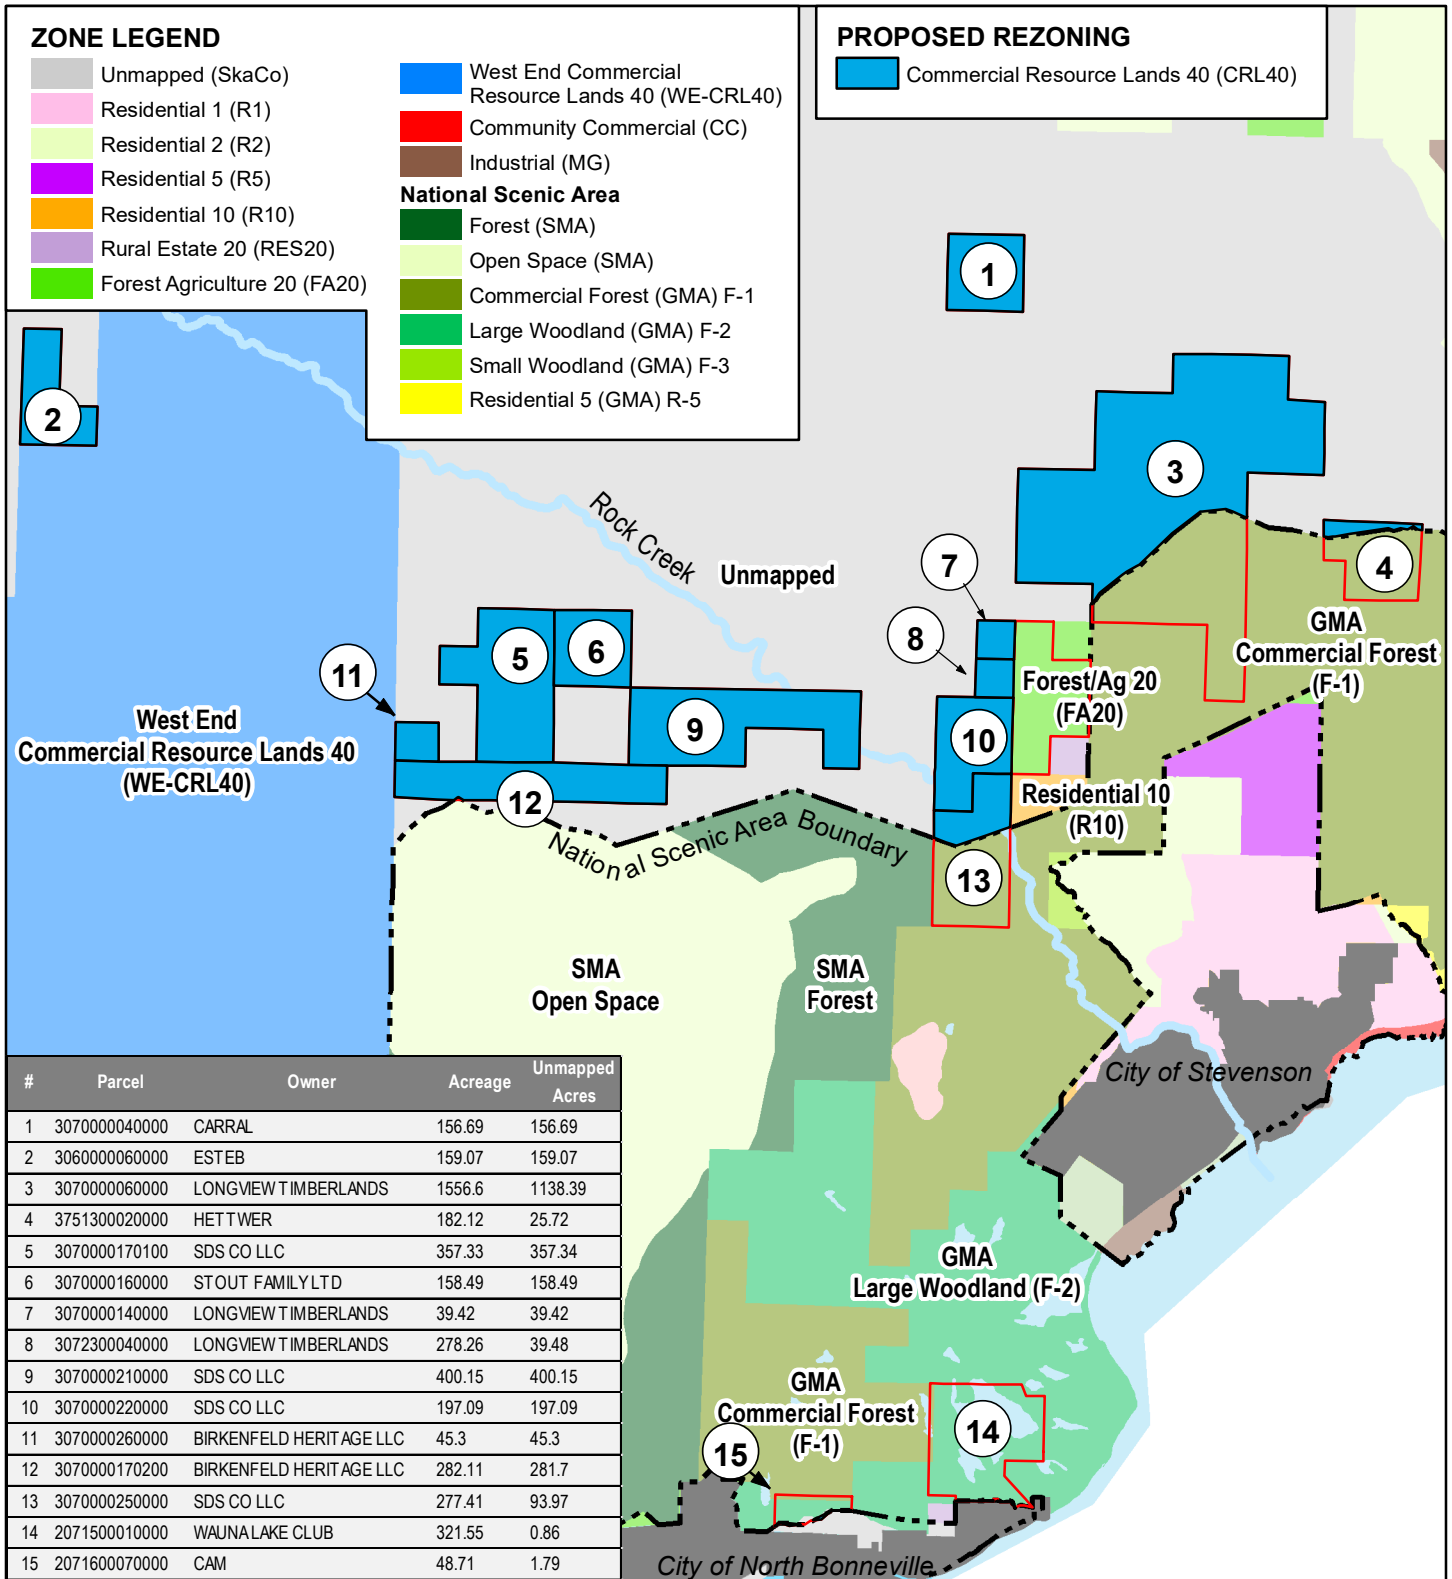 ZONE LEGEND
Unmapped (SkaCo)
Residential 1 (R1)
Residential 2 (R2)
Residential 5 (R5)
Residential 10 (R10)
Rural Estate 20 (RES20)
Forest Agriculture 20 (FA20)
West End Commercial
Resource Lands 40 (WE-CRL40)
Community Commercial (CC)
Industrial (MG)
National Scenic Area
Forest (SMA)
Open Space (SMA)
Commercial Forest (GMA) F-1
Large Woodland (GMA) F-2
Small Woodland (GMA) F-3
Residential 5 (GMA) R-5
PROPOSED REZONING
Commercial Resource Lands 40 (CRL40)
1
2
3
Rock Creek
Unmapped
7
4
8
GMA
Commercial Forest
(F-1)
5
6
11
Forest/Ag 20
(FA20)
West End
Commercial Resource Lands 40
(WE-CRL40)
9
10
12
Residential 10
(R10)
National Scenic Area Boundary
13
SMA
Open Space
SMA
Forest
City of Stevenson
GMA
Large Woodland (F-2)
GMA
Commercial Forest
(F-1)
14
15
City of North Bonneville
# Parcel Owner Acreage Unmapped Acres
1 3070000040000 CARRAL 156.69 156.69
2 3060000060000 ESTEB 159.07 159.07
3 3070000060000 LONGVIEW TIMBERLANDS 1556.6 1138.39
4 3751300020000 HETTWER 182.12 25.72
5 3070000170100 SDS CO LLC 357.33 357.34
6 3070000160000 STOUT FAMILY LTD 158.49 158.49
7 3070000140000 LONGVIEW TIMBERLANDS 39.42 39.42
8 3072300040000 LONGVIEW TIMBERLANDS 278.26 39.48
9 3070000210000 SDS CO LLC 400.15 400.15
10 3070000220000 SDS CO LLC 197.09 197.09
11 3070000260000 BIRKENFELD HERITAGE LLC 45.3 45.3
12 3070000170200 BIRKENFELD HERITAGE LLC 282.11 281.7
13 3070000250000 SDS CO LLC 277.41 93.97
14 2071500010000 WAUNA LAKE CLUB 321.55 0.86
15 2071600070000 CAM 48.71 1.79